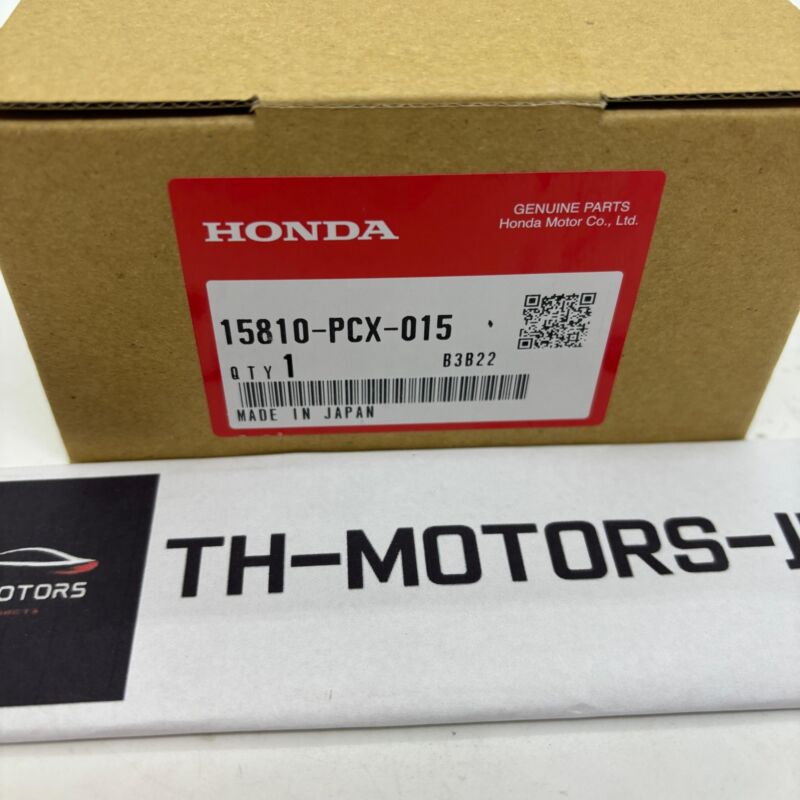 HONDA
GENUINE PARTS
Honda Motor Co., Ltd.
15810-PCX-015
QTY 1
B3B22
MADE IN JAPAN
TH-MOTORS-J
OTORS